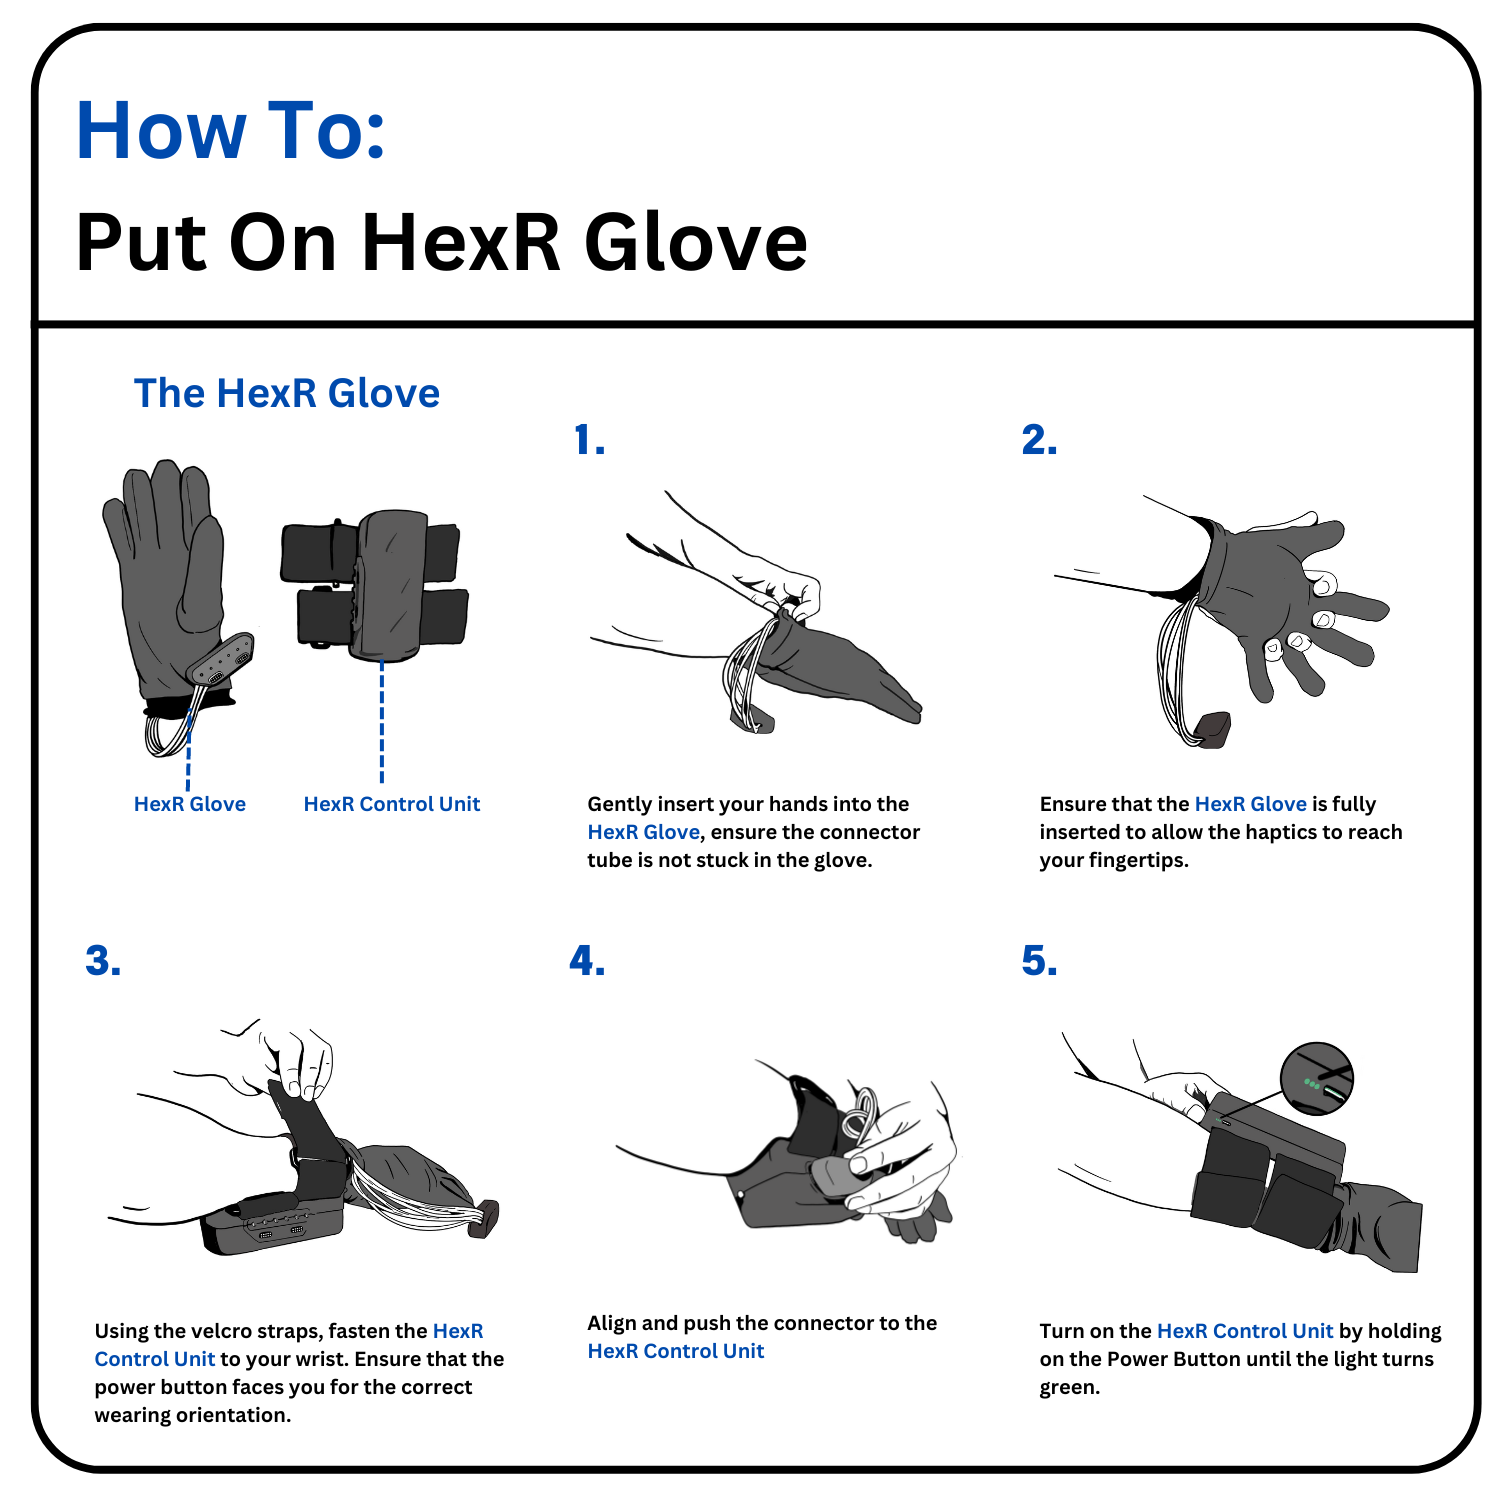 How To:
Put On HexR Glove
The HexR Glove
HexR Glove
HexR Control Unit
1.
Gently insert your hands into the
HexR Glove, ensure the connector
tube is not stuck in the glove.
2.
Ensure that the HexR Glove is fully
inserted to allow the haptics to reach
your fingertips.
3.
Using the velcro straps, fasten the HexR
Control Unit to your wrist. Ensure that the
power button faces you for the correct
wearing orientation.
4.
Align and push the connector to the
HexR Control Unit
5.
Turn on the HexR Control Unit by holding
on the Power Button until the light turns
green.